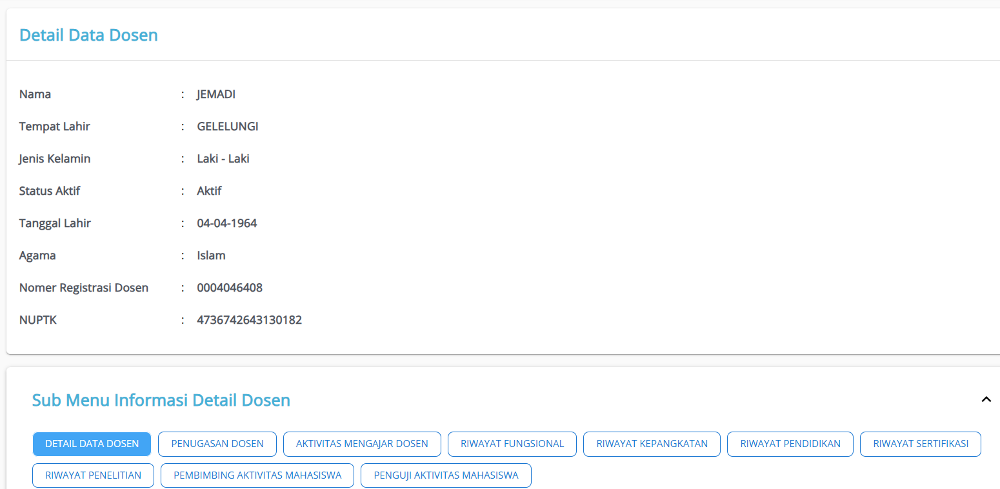 Detail Data Dosen
Nama : JEMADI
Tempat Lahir : GELELUNGI
Jenis Kelamin : Laki - Laki
Status Aktif : Aktif
Tanggal Lahir : 04-04-1964
Agama : Islam
Nomer Registrasi Dosen : 0004046408
NUPTK : 4736742643130182
Sub Menu Informasi Detail Dosen
DETAIL DATA DOSEN PENUGASAN DOSEN AKTIVITAS MENGAJAR DOSEN RIWAYAT FUNGSIONAL RIWAYAT KEPANGKATAN RIWAYAT PENDIDIKAN RIWAYAT SERTIFIKASI
RIWAYAT PENELITIAN PEMBIMBING AKTIVITAS MAHASISWA PENGUJI AKTIVITAS MAHASISWA